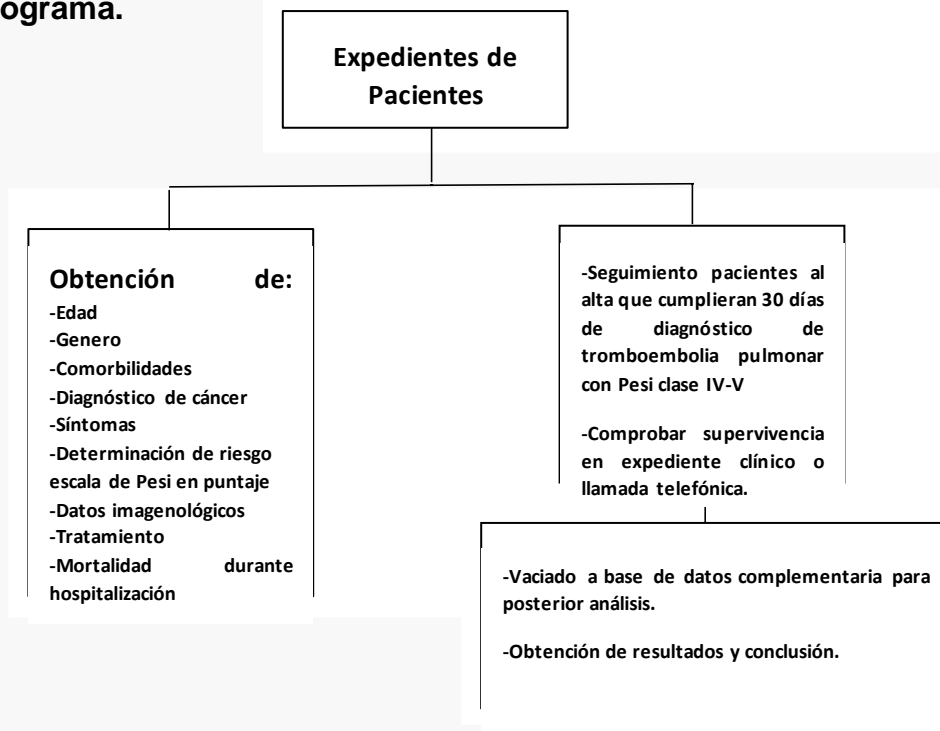 ograma.
Expedientes de
Pacientes
Obtención de:
-Edad
-Genero
-Comorbilidades
-Diagnóstico de cáncer
-Síntomas
-Determinación de riesgo
escala de Pesi en puntaje
-Datos imagenológicos
-Tratamiento
-Mortalidad durante
hospitalización
-Seguimiento pacientes al
alta que cumplieran 30 días
de diagnóstico de
tromboembolia pulmonar
con Pesi clase IV-V
-Comprobar supervivencia
en expediente clínico o
llamada telefónica.
-Vaciado a base de datos complementaria para
posterior análisis.
-Obtención de resultados y conclusión.